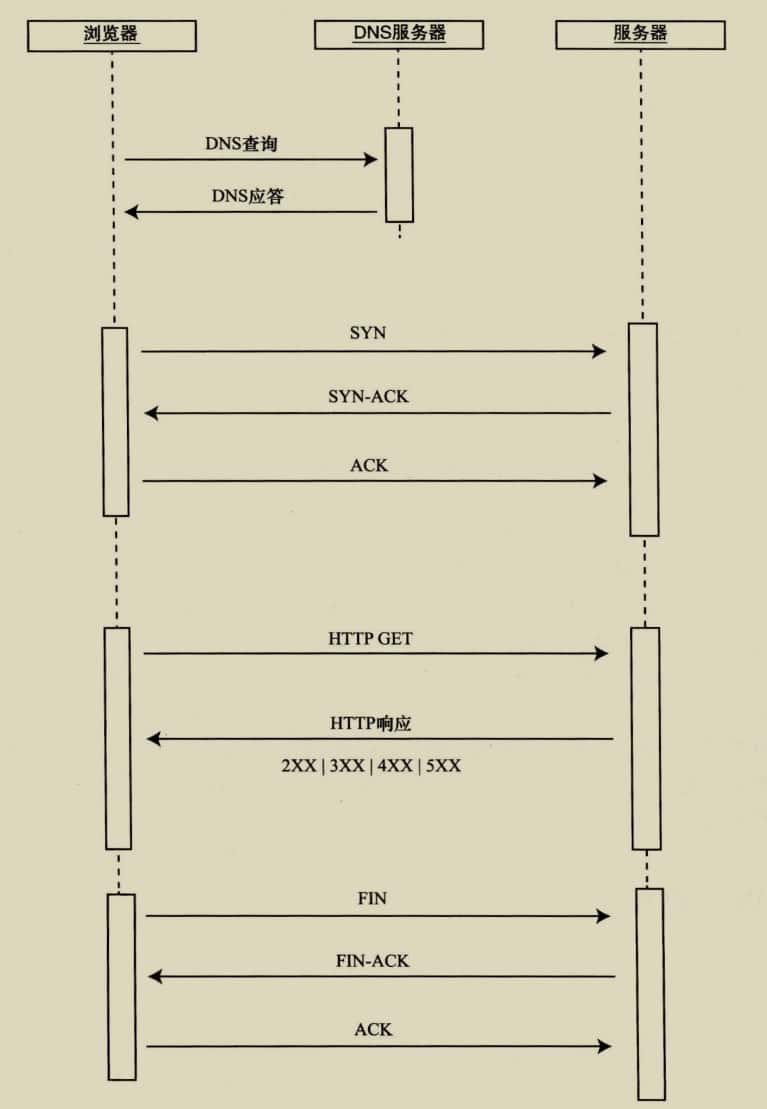 浏览器
DNS服务器
服务器
DNS查询
DNS应答
SYN
SYN-ACK
ACK
HTTP GET
HTTP响应
2XX | 3XX | 4XX | 5XX
FIN
FIN-ACK
ACK